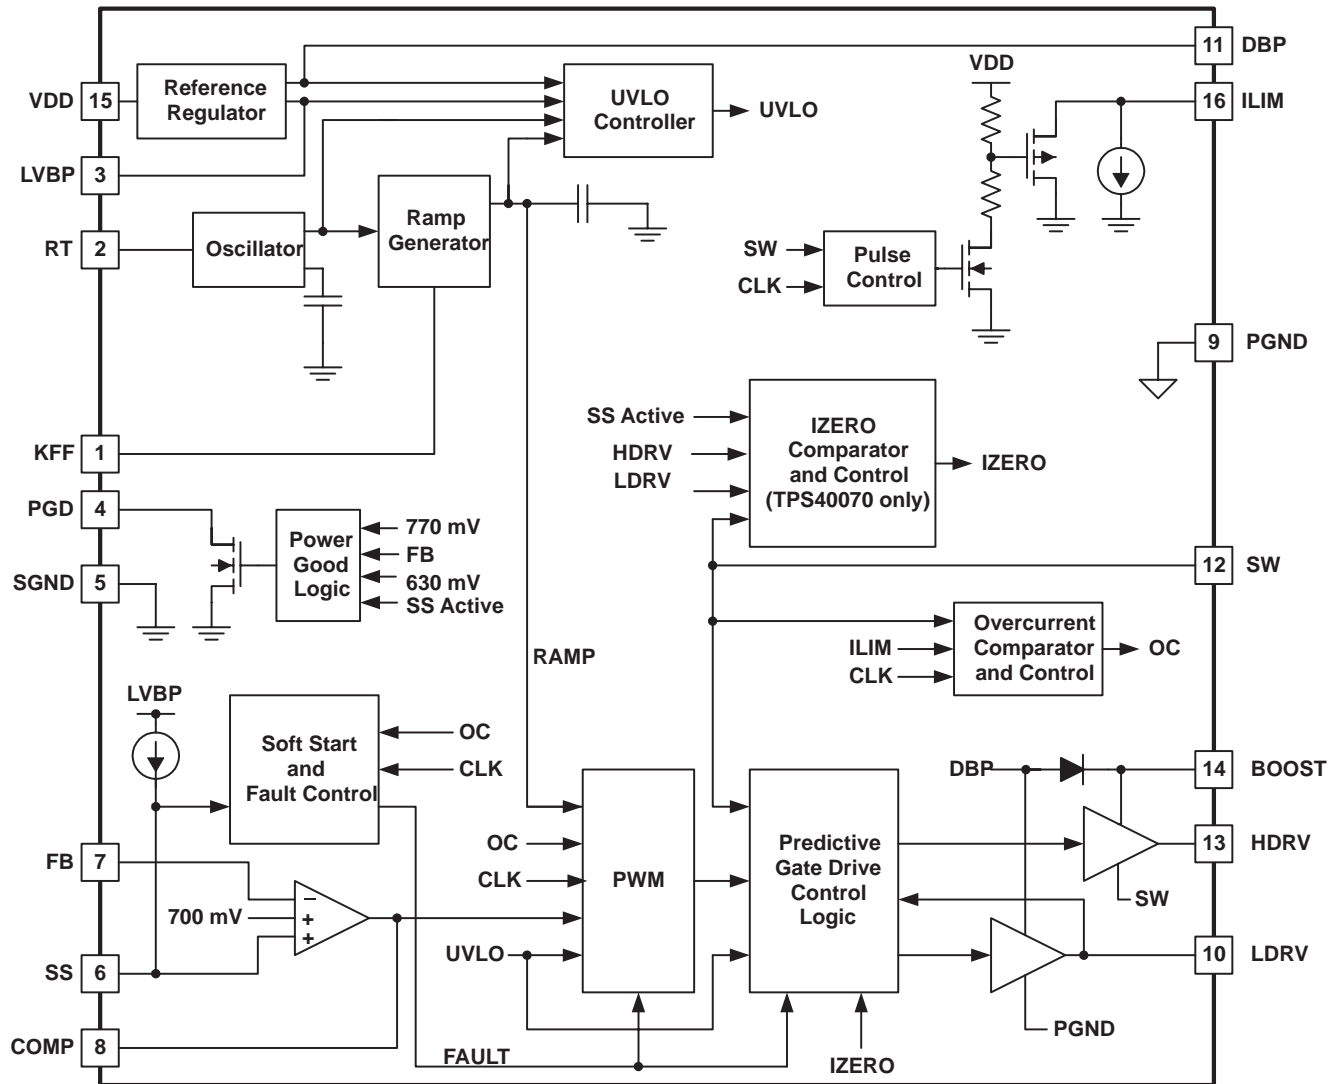 11 DBP
VDD
VDD 15
Reference
Regulator
UVLO
Controller
UVLO
16 ILIM
LVBP 3
RT 2
Oscillator
Ramp
Generator
SW
CLK
Pulse
Control
9 PGND
KFF 1
SS Active
HDRV
LDRV
IZERO
Comparator
and Control
(TPS40070 only)
IZERO
PGD 4
Power
Good
Logic
770 mV
FB
630 mV
SS Active
SGND 5
12 SW
ILIM
CLK
Overcurrent
Comparator
and Control
OC
RAMP
LVBP
Soft Start
and
Fault Control
OC
CLK
DBP
14 BOOST
FB 7
700 mV
−
+
+
OC
CLK
UVLO
PWM
Predictive
Gate Drive
Control
Logic
13 HDRV
SW
SS 6
10 LDRV
PGND
COMP 8
FAULT
IZERO